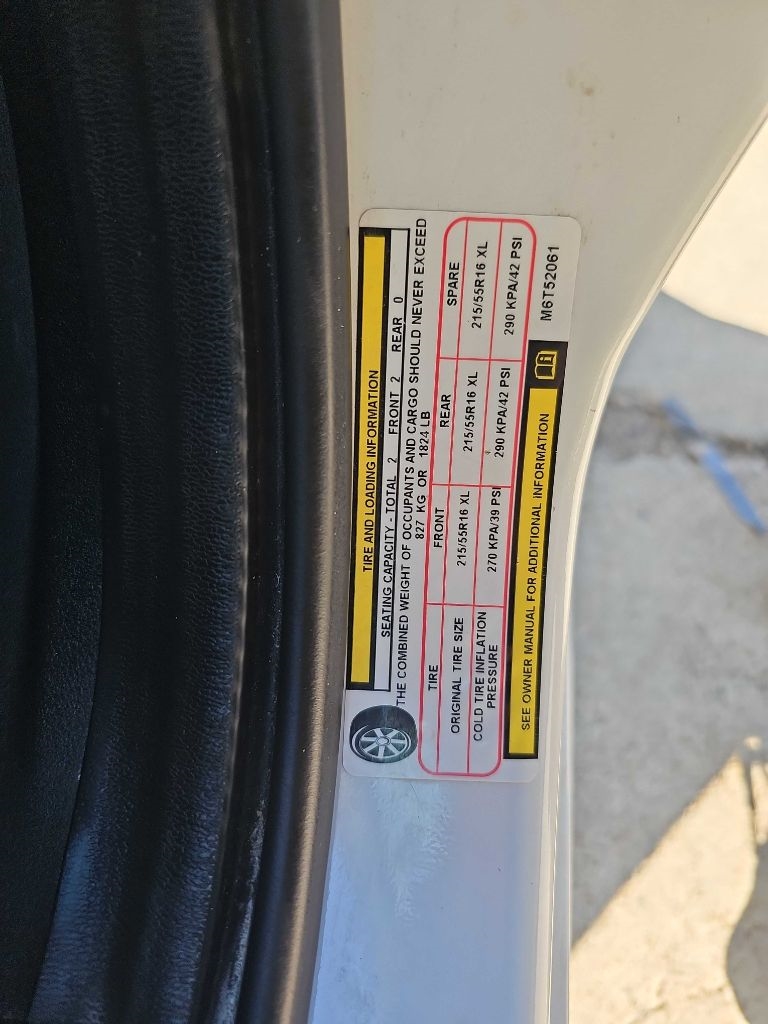 TIRE AND LOADING INFORMATION
SEATING CAPACITY - TOTAL 2 FRONT 2 REAR 0
THE COMBINED WEIGHT OF OCCUPANTS AND CARGO SHOULD NEVER EXCEED
827 KG OR 1824 LB
TIRE FRONT REAR SPARE
ORIGINAL TIRE SIZE 215/55R16 XL 215/55R16 XL 215/55R16 XL
COLD TIRE INFLATION
PRESSURE 270 KPA/39 PSI 290 KPA/42 PSI 290 KPA/42 PSI
SEE OWNER MANUAL FOR ADDITIONAL INFORMATION
M6T52061